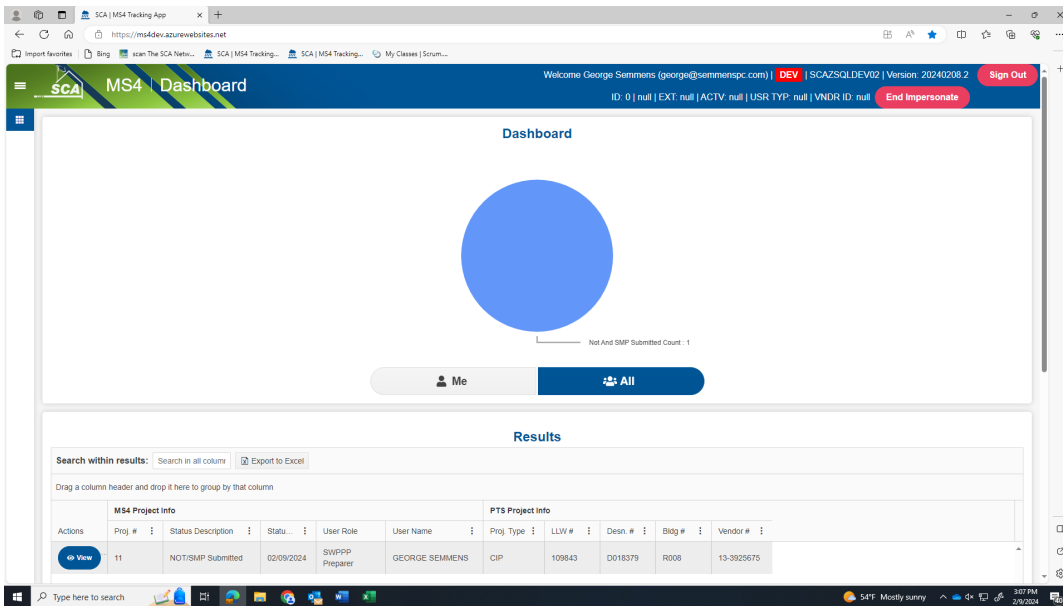 SCA | MS4 Tracking App
https://ms4dev.azurewebsites.net
Import favorites Bing scan The SCA Netw... SCA | MS4 Tracking... SCA | MS4 Tracking... My Classes | Scrum....
SCA MS4 | Dashboard
Welcome George Semmens (george@semmenspc.com) | DEV | SCAZSQLDEV02 | Version: 20240208.2 Sign Out
ID: 0 | null | EXT: null | ACTV: null | USR TYP: null | VNDR ID: null End Impersonate
Dashboard
Not And SMP Submitted Count : 1
Me All
Results
Search within results: Search in all column Export to Excel
Drag a column header and drop it here to group by that column
MS4 Project Info PTS Project Info
Actions Proj. # Status Description Statu... User Role User Name Proj. Type LLW # Desn. # Bldg # Vendor #
View 11 NOT/SMP Submitted 02/09/2024 SWPPP Preparer GEORGE SEMMENS CIP 109843 D018379 R008 13-3925675
Type here to search 54°F Mostly sunny 3:07 PM
2/9/2024